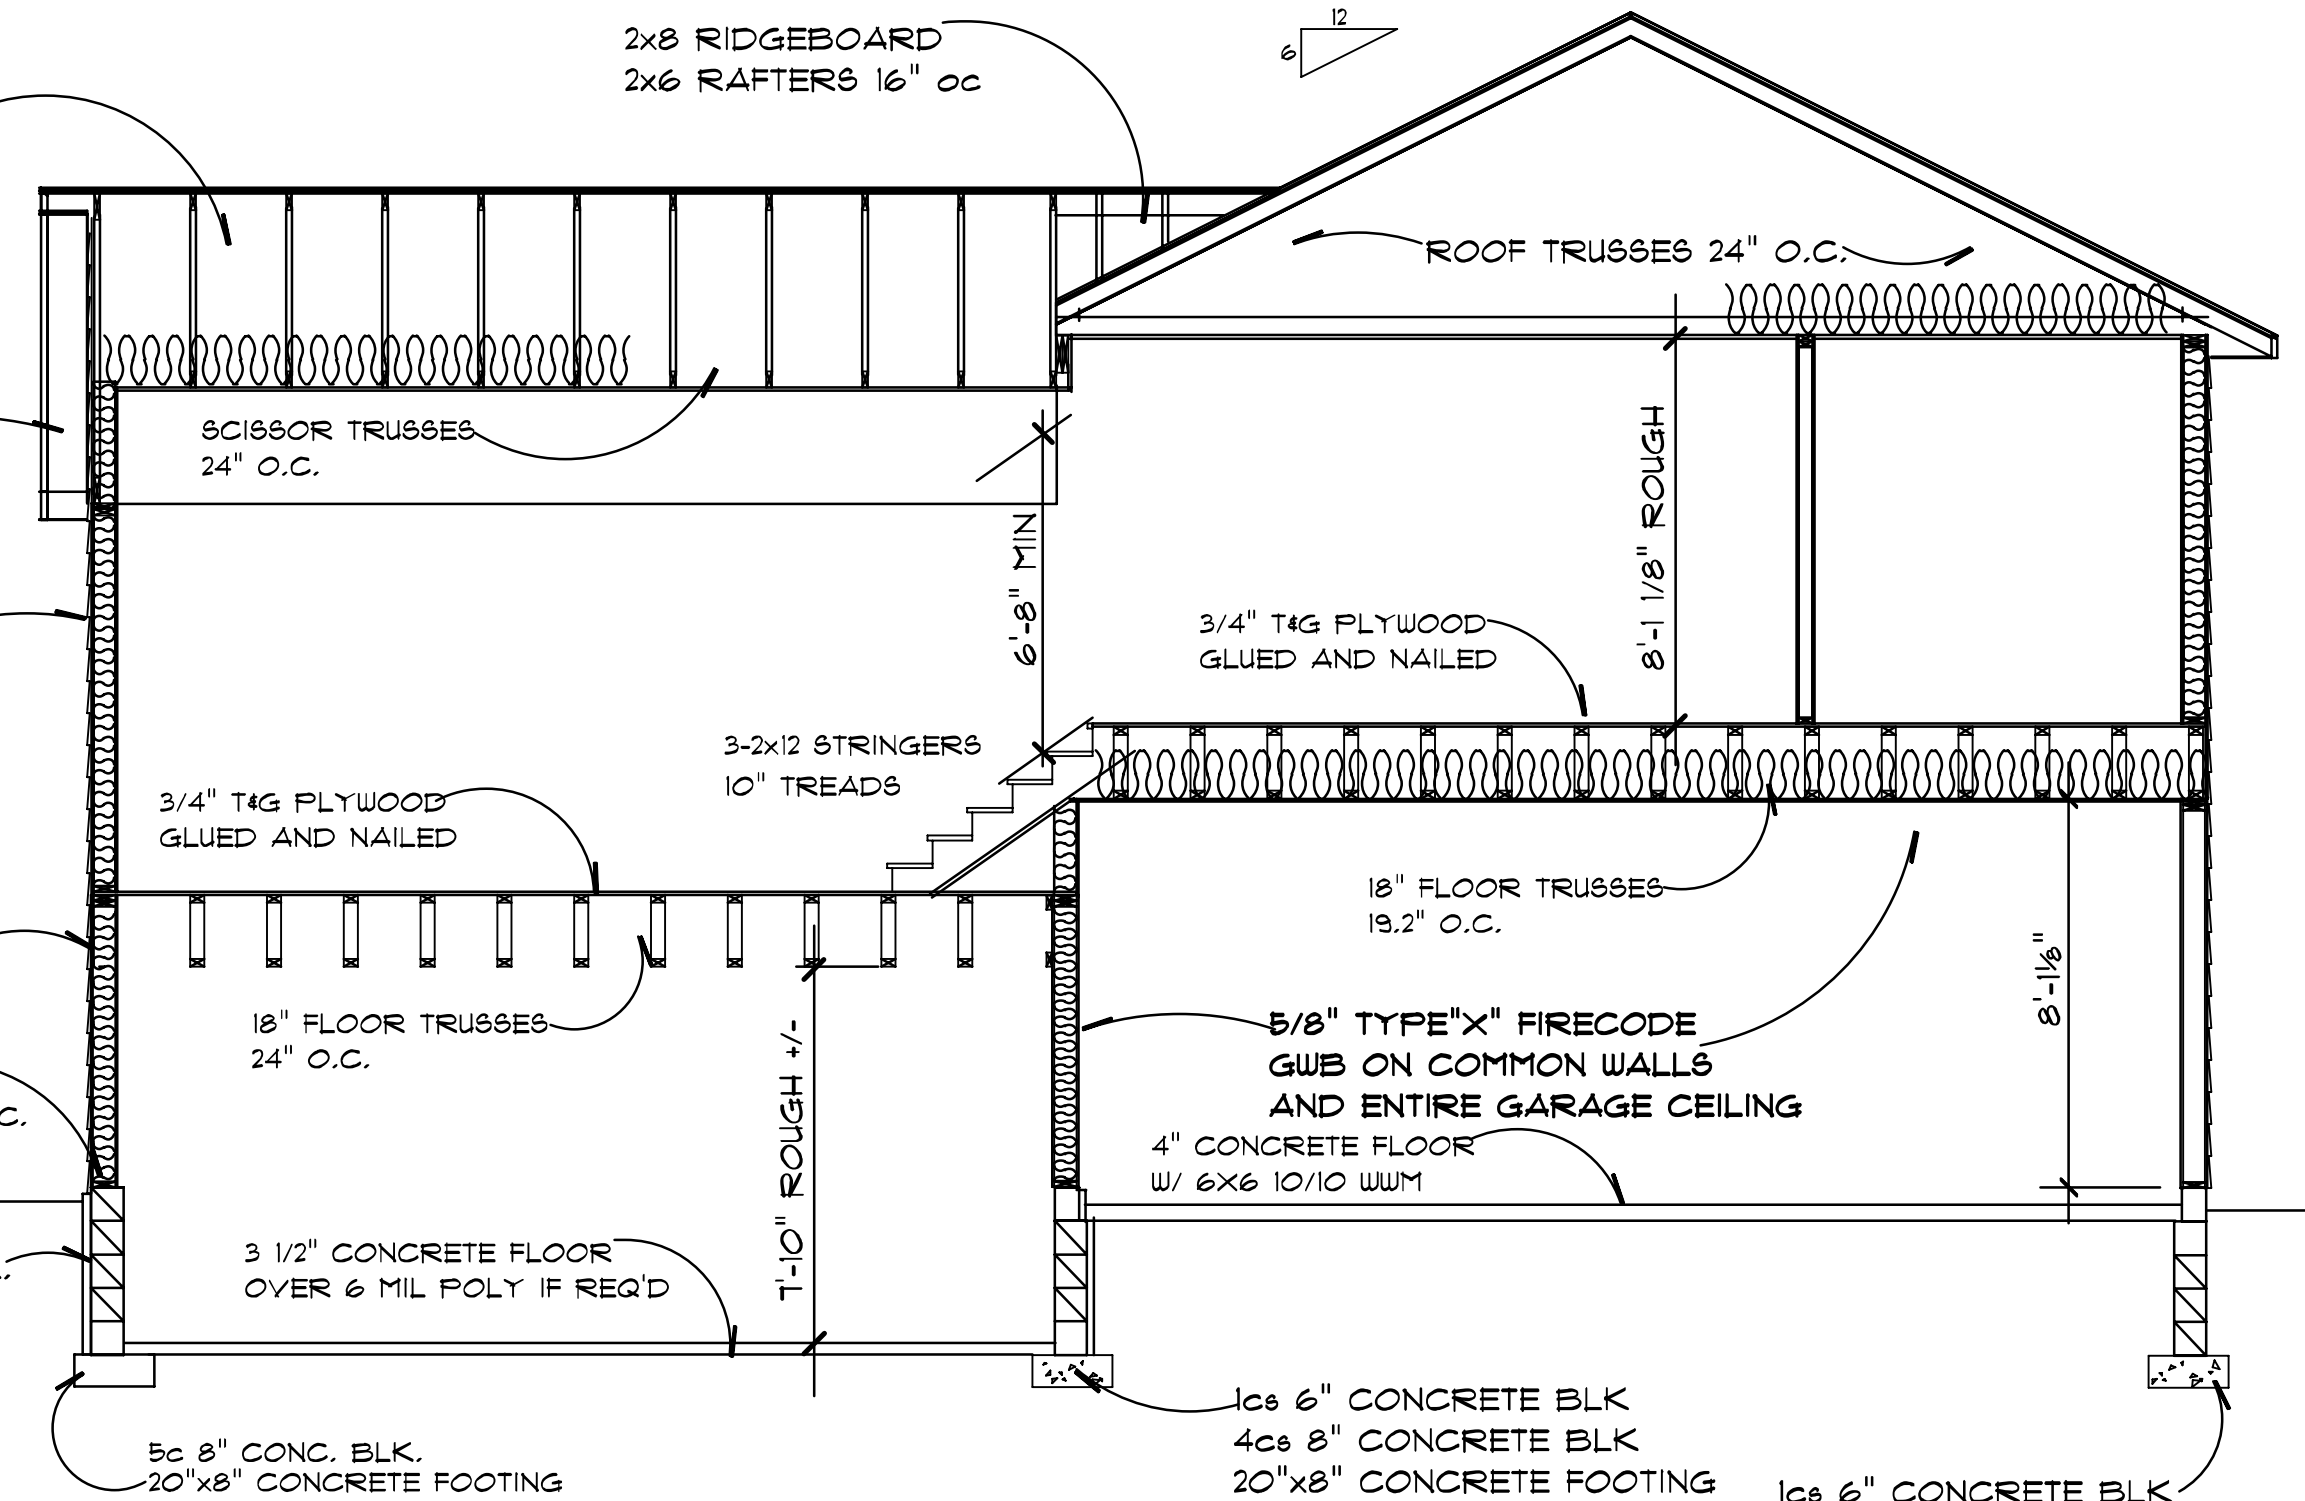 12
6
2x8 RIDGEBOARD
2x6 RAFTERS 16" OC
ROOF TRUSSES 24" O.C.
SCISSOR TRUSSES
24" O.C.
8'-1 1/8" ROUGH
6'-8" MIN
3/4" T&G PLYWOOD
GLUED AND NAILED
3-2x12 STRINGERS
10" TREADS
3/4" T&G PLYWOOD
GLUED AND NAILED
18" FLOOR TRUSSES
19.2" O.C.
8'-1 1/8"
18" FLOOR TRUSSES
24" O.C.
5/8" TYPE"X" FIRECODE
GWB ON COMMON WALLS
AND ENTIRE GARAGE CEILING
C.
4" CONCRETE FLOOR
W/ 6X6 10/10 WWM
7'-10" ROUGH +/-
3 1/2" CONCRETE FLOOR
OVER 6 MIL POLY IF REQ'D
1cs 6" CONCRETE BLK
4cs 8" CONCRETE BLK
20"x8" CONCRETE FOOTING
5c 8" CONC. BLK.
20"x8" CONCRETE FOOTING
1cs 6" CONCRETE BLK